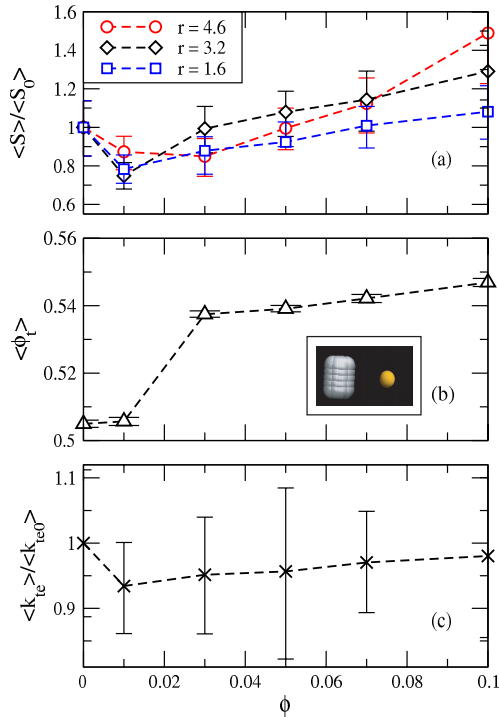 1.6
1.4
1.2
1
0.8
0.6
<S>/<S0>
r = 4.6
r = 3.2
r = 1.6
(a)
0.56
0.54
0.52
0.5
<ϕt>
(b)
1.1
1
0.9
<kte>/<kte0>
(c)
0
0.02
0.04
0.06
0.08
0.1
ϕ